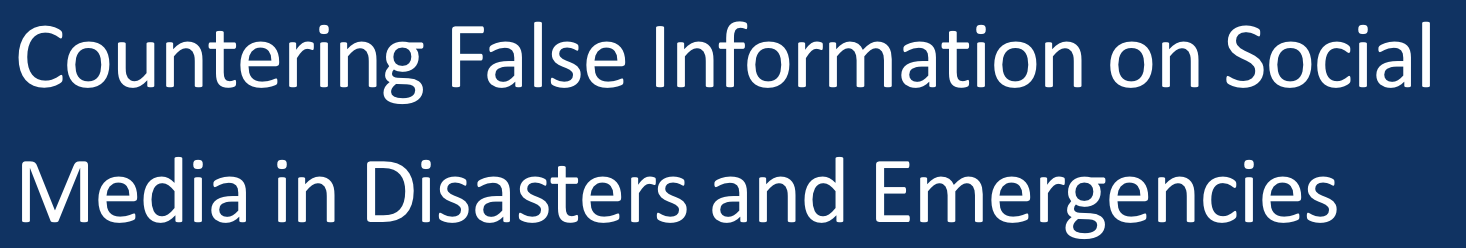 Countering False Information on Social
Media in Disasters and Emergencies